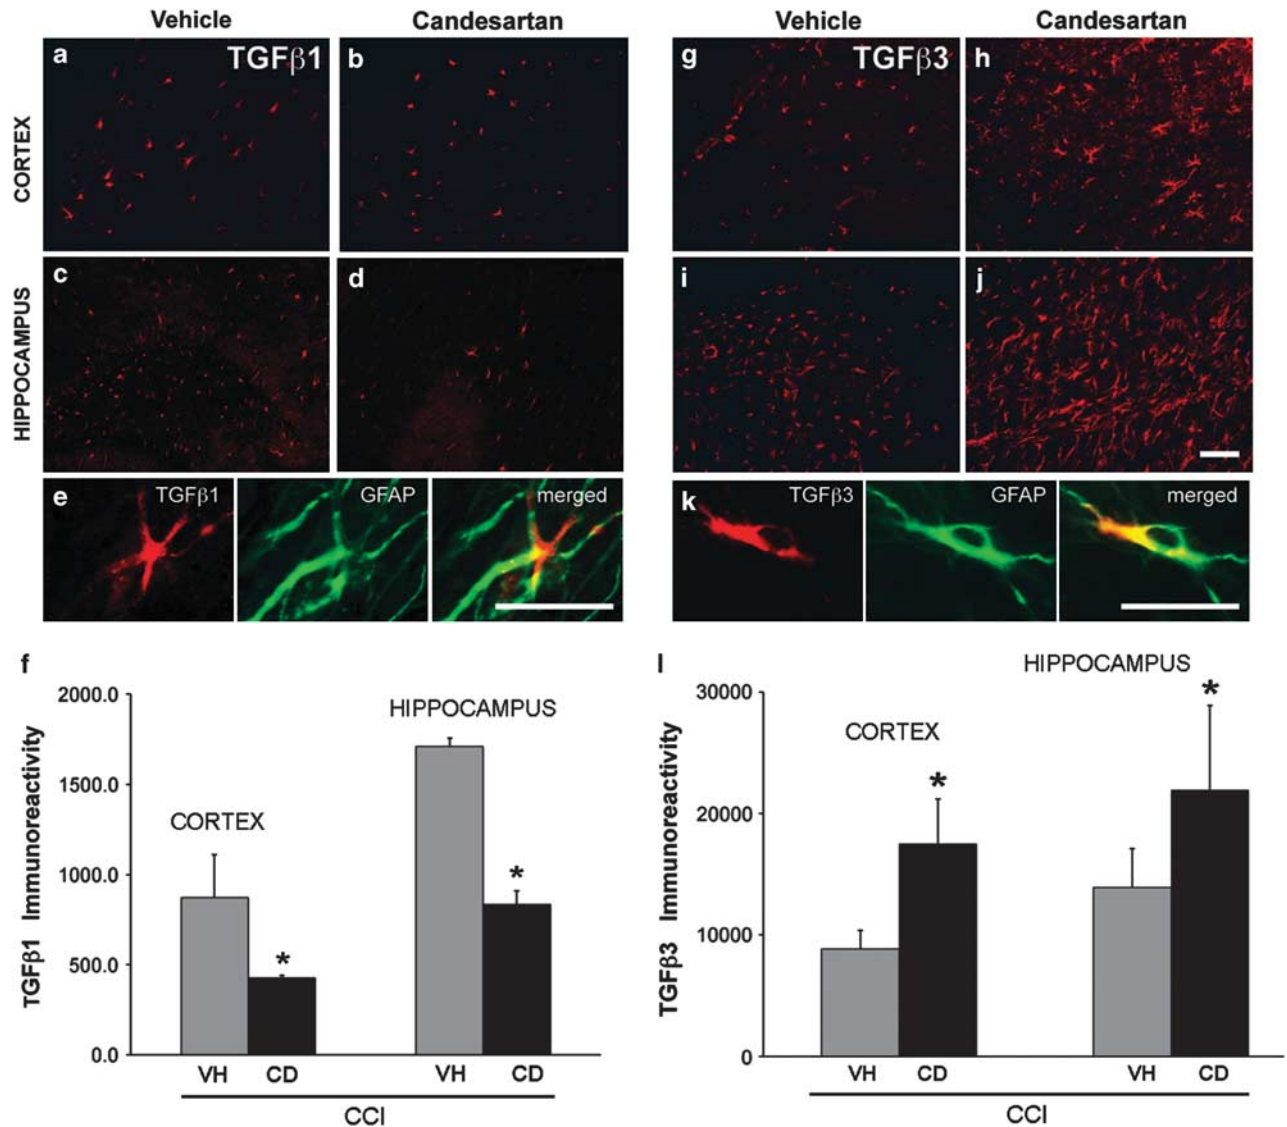 Vehicle Candesartan Vehicle Candesartan
CORTEX
a TGFβ1 b g TGFβ3 h
HIPPOCAMPUS
c d i j
e TGFβ1 GFAP merged k TGFβ3 GFAP merged
f
TGFβ1 Immunoreactivity
2000.0
1500.0
1000.0
500.0
0.0
CORTEX
HIPPOCAMPUS
*
*
VH CD VH CD
CCI
l
TGFβ3 Immunoreactivity
30000
20000
10000
0
CORTEX
HIPPOCAMPUS
*
*
VH CD VH CD
CCI